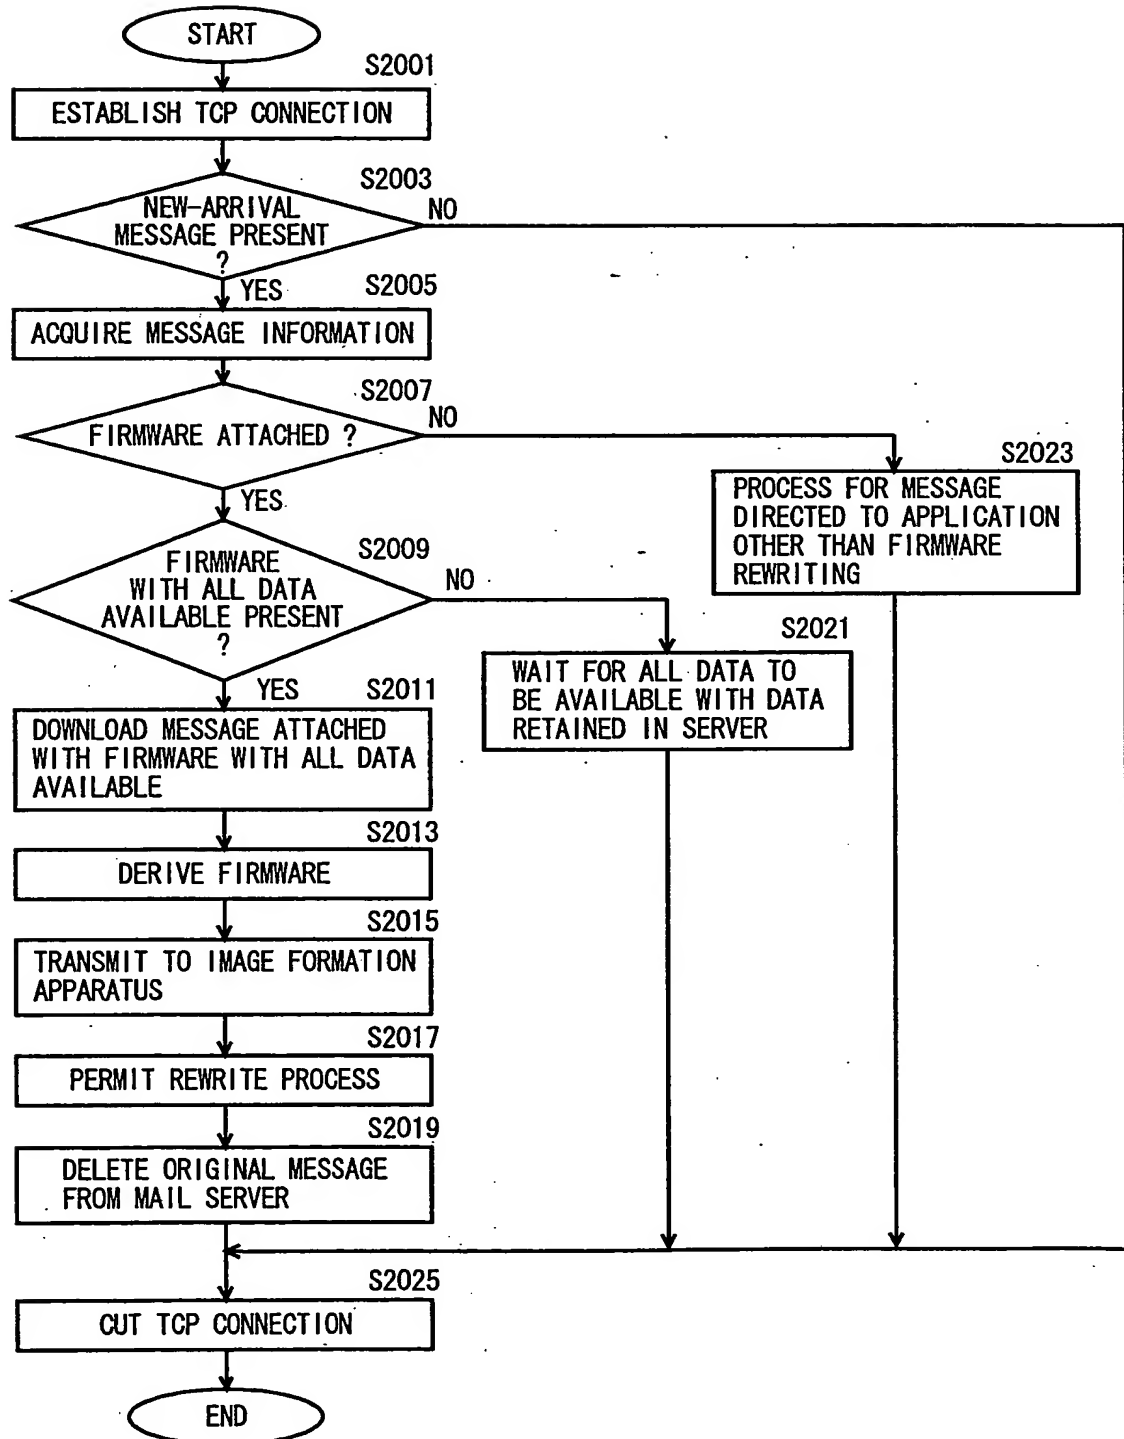 START
S2001
ESTABLISH TCP CONNECTION
S2003
NEW-ARRIVAL
MESSAGE PRESENT
?
NO
YES
S2005
ACQUIRE MESSAGE INFORMATION
S2007
FIRMWARE ATTACHED ?
NO
YES
S2023
PROCESS FOR MESSAGE
DIRECTED TO APPLICATION
OTHER THAN FIRMWARE
REWRITING
S2009
FIRMWARE
WITH ALL DATA
AVAILABLE PRESENT
?
NO
YES
S2021
WAIT FOR ALL DATA TO
BE AVAILABLE WITH DATA
RETAINED IN SERVER
S2011
DOWNLOAD MESSAGE ATTACHED
WITH FIRMWARE WITH ALL DATA
AVAILABLE
S2013
DERIVE FIRMWARE
S2015
TRANSMIT TO IMAGE FORMATION
APPARATUS
S2017
PERMIT REWRITE PROCESS
S2019
DELETE ORIGINAL MESSAGE
FROM MAIL SERVER
S2025
CUT TCP CONNECTION
END